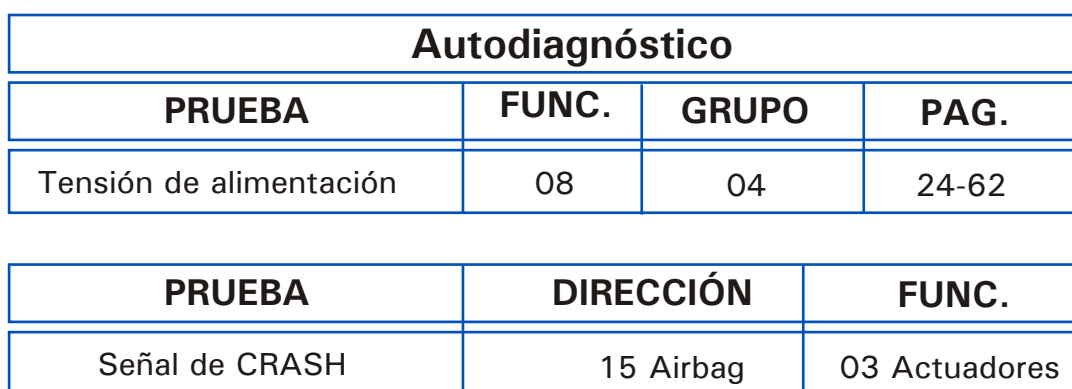 Autodiagnóstico
PRUEBA FUNC. GRUPO PAG.
Tensión de alimentación 08 04 24-62
PRUEBA DIRECCIÓN FUNC.
Señal de CRASH 15 Airbag 03 Actuadores